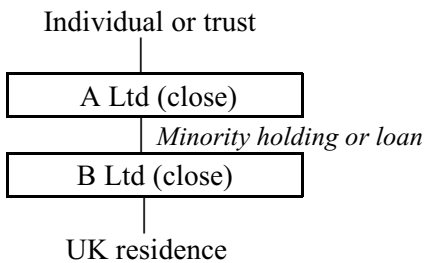 Individual or trust
A Ltd (close)
Minority holding or loan
B Ltd (close)
UK residence